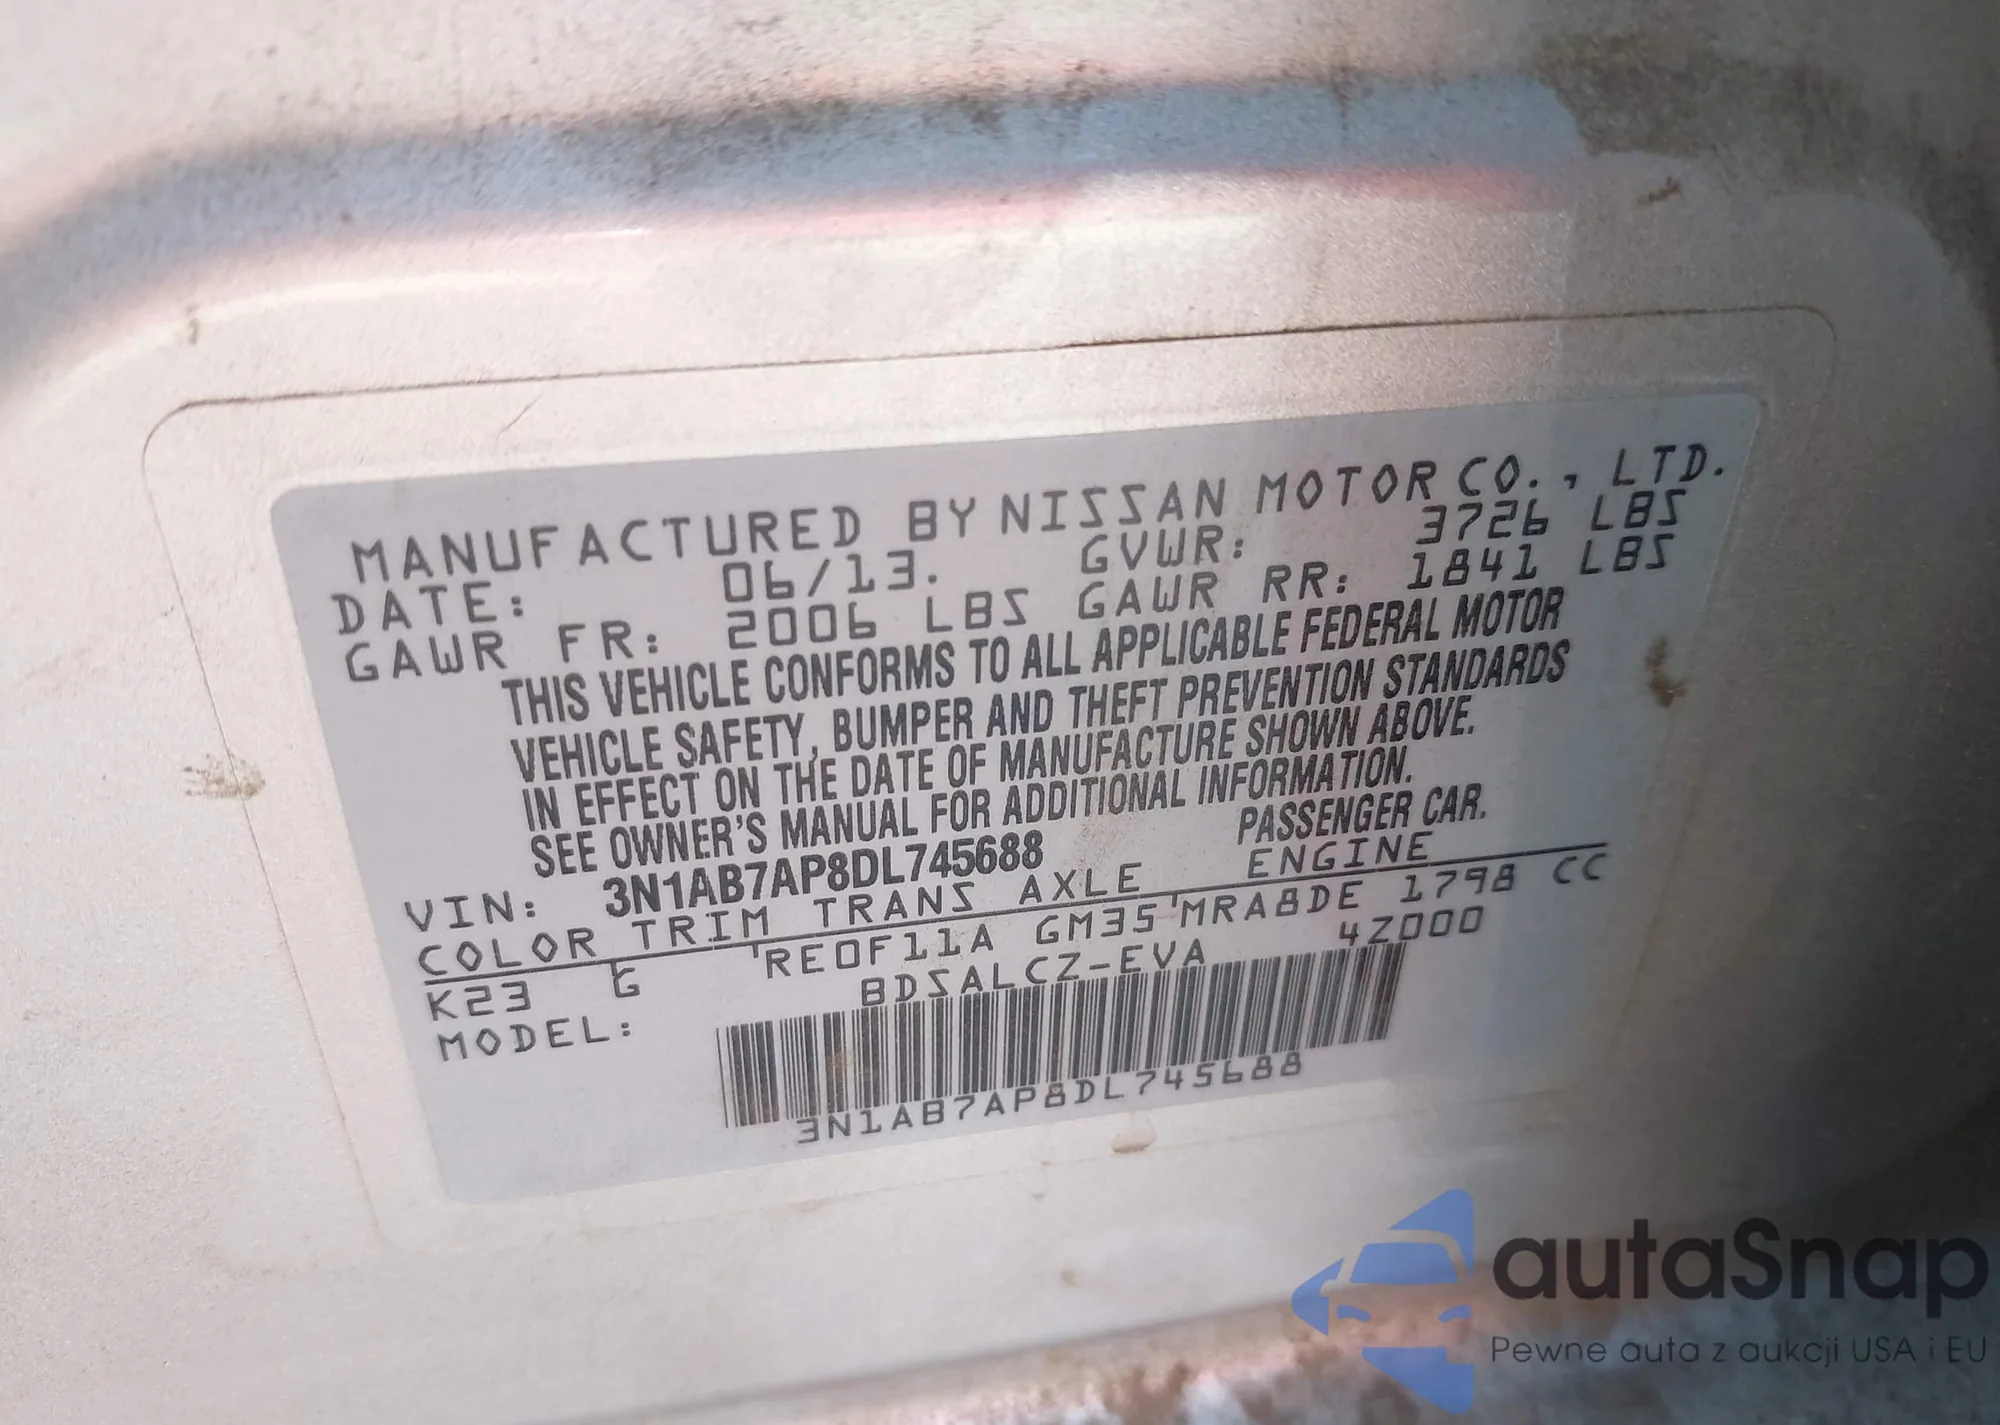 MANUFACTURED BY NISSAN MOTOR CO., LTD.
DATE: 06/13. GVWR: 3726 LBS
GAWR FR: 2006 LBS GAWR RR: 1841 LBS
THIS VEHICLE CONFORMS TO ALL APPLICABLE FEDERAL MOTOR
VEHICLE SAFETY, BUMPER AND THEFT PREVENTION STANDARDS
IN EFFECT ON THE DATE OF MANUFACTURE SHOWN ABOVE.
SEE OWNER'S MANUAL FOR ADDITIONAL INFORMATION.
VIN: 3N1AB7AP8DL745688 PASSENGER CAR.
COLOR TRIM TRANS AXLE ENGINE
K23 G RE0F11A GM35 MRA8DE 1798 CC
MODEL: BDSALCZ-EVA 4Z000
3N1AB7AP8DL745688
autaSnap
Pewne auta z aukcji USA i EU